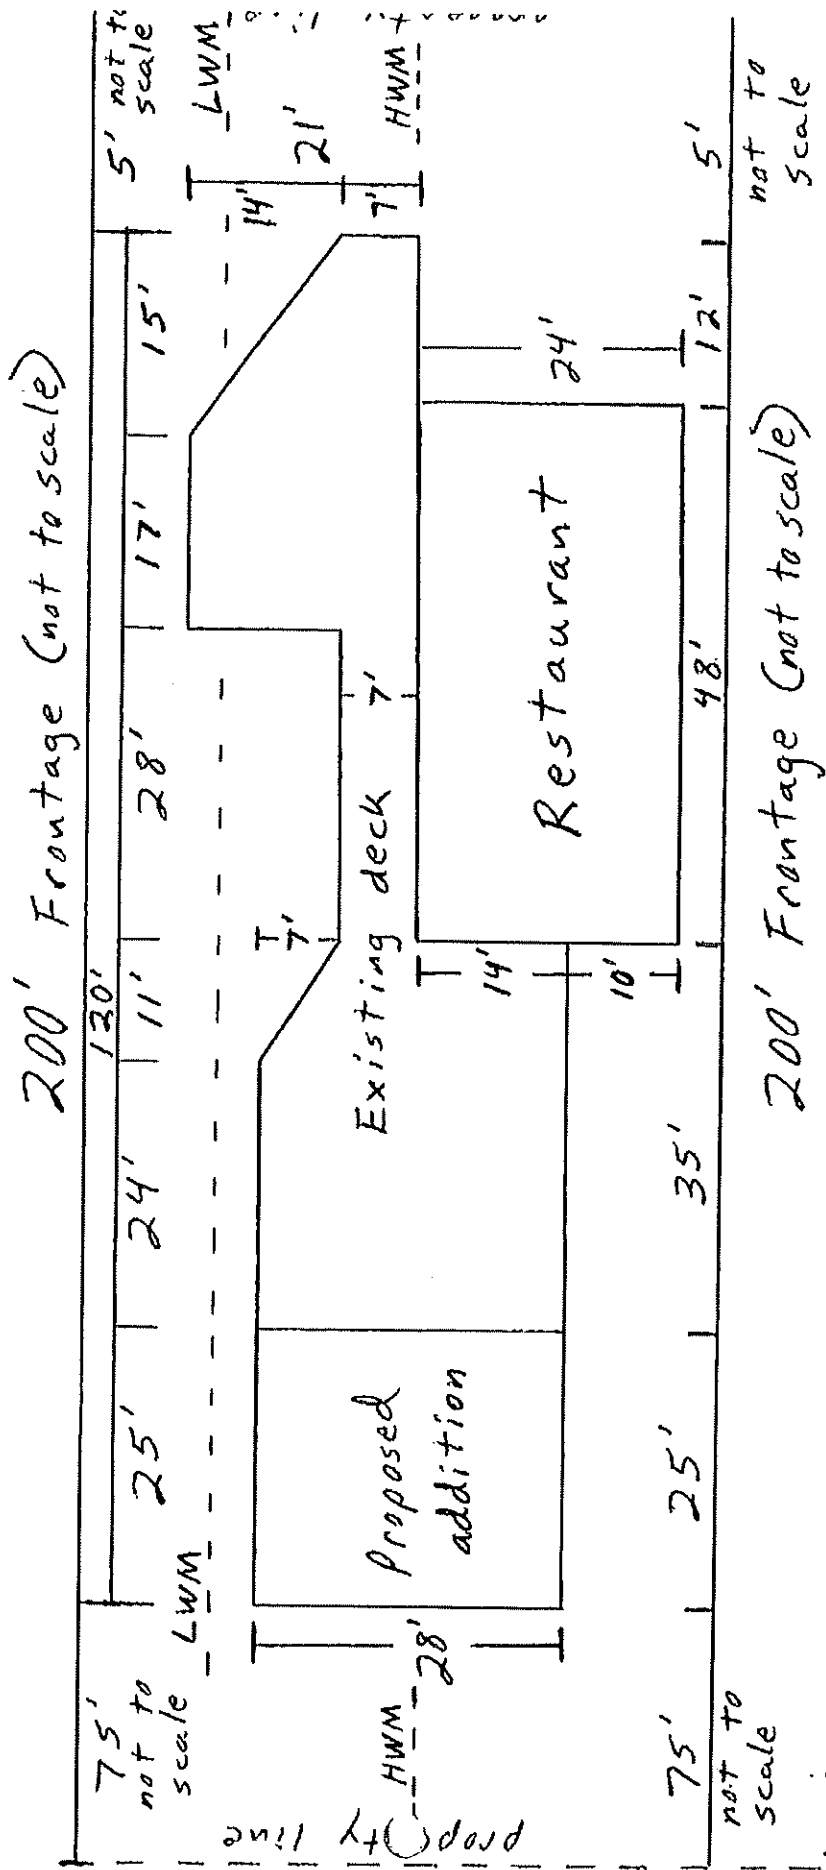 200' Frontage (not to scale)
120'
75'
not to
scale
25'
24'
11'
28'
17'
15'
5' not to
scale
LWM
LWM
7'
14'
21'
7'
7'
HWM
HWM
property line
property line
28'
Proposed
addition
Existing deck
14'
10'
Restaurant
24'
75'
not to
scale
25'
35'
48'
12'
5'
not to
scale
200' Frontage (not to scale)